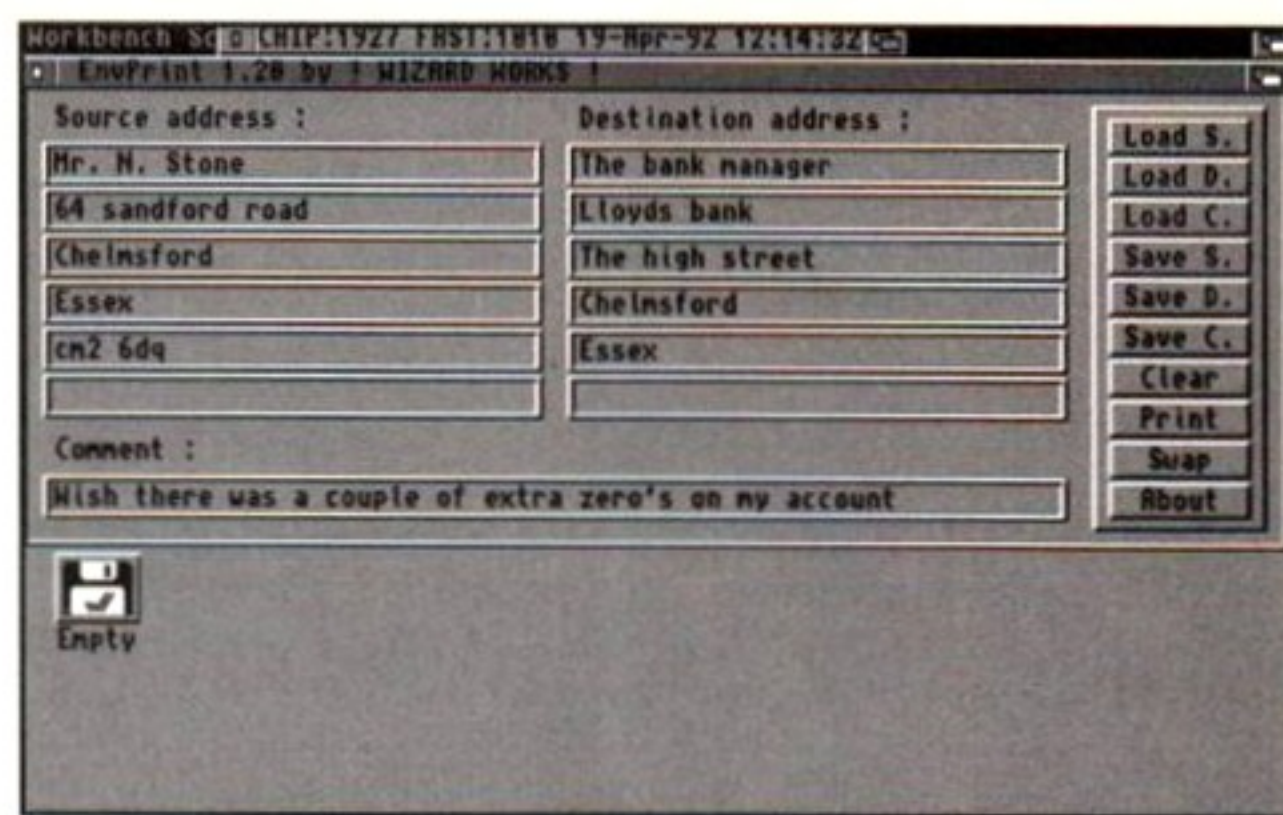 Workbench Sc CHIP:1927 FAST:1818 19-Apr-92 12:14:32
EnvPrint 1.20 by ! WIZARD WORKS !
Source address :
Mr. N. Stone
64 sandford road
Chelmsford
Essex
cm2 6dq
Destination address :
The bank manager
Lloyds bank
The high street
Chelmsford
Essex
Comment :
Wish there was a couple of extra zero's on my account
Load S.
Load D.
Load C.
Save S.
Save D.
Save C.
Clear
Print
Swap
About
Empty